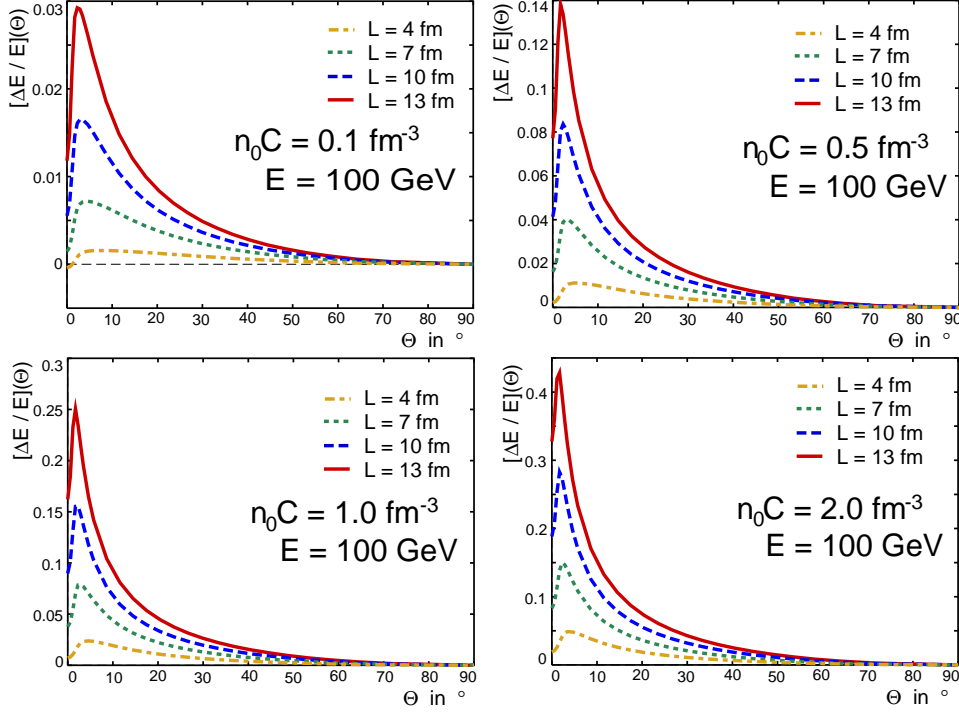 [ΔE / E](Θ)
0.03
0.02
0.01
0
L = 4 fm
L = 7 fm
L = 10 fm
L = 13 fm
n₀C = 0.1 fm⁻³
E = 100 GeV
0 10 20 30 40 50 60 70 80 90
Θ in °
[ΔE / E](Θ)
0.14
0.12
0.10
0.08
0.06
0.04
0.02
0
L = 4 fm
L = 7 fm
L = 10 fm
L = 13 fm
n₀C = 0.5 fm⁻³
E = 100 GeV
0 10 20 30 40 50 60 70 80 90
Θ in °
[ΔE / E](Θ)
0.3
0.25
0.2
0.15
0.1
0.05
0
L = 4 fm
L = 7 fm
L = 10 fm
L = 13 fm
n₀C = 1.0 fm⁻³
E = 100 GeV
0 10 20 30 40 50 60 70 80 90
Θ in °
[ΔE / E](Θ)
0.4
0.3
0.2
0.1
0
L = 4 fm
L = 7 fm
L = 10 fm
L = 13 fm
n₀C = 2.0 fm⁻³
E = 100 GeV
0 10 20 30 40 50 60 70 80 90
Θ in °